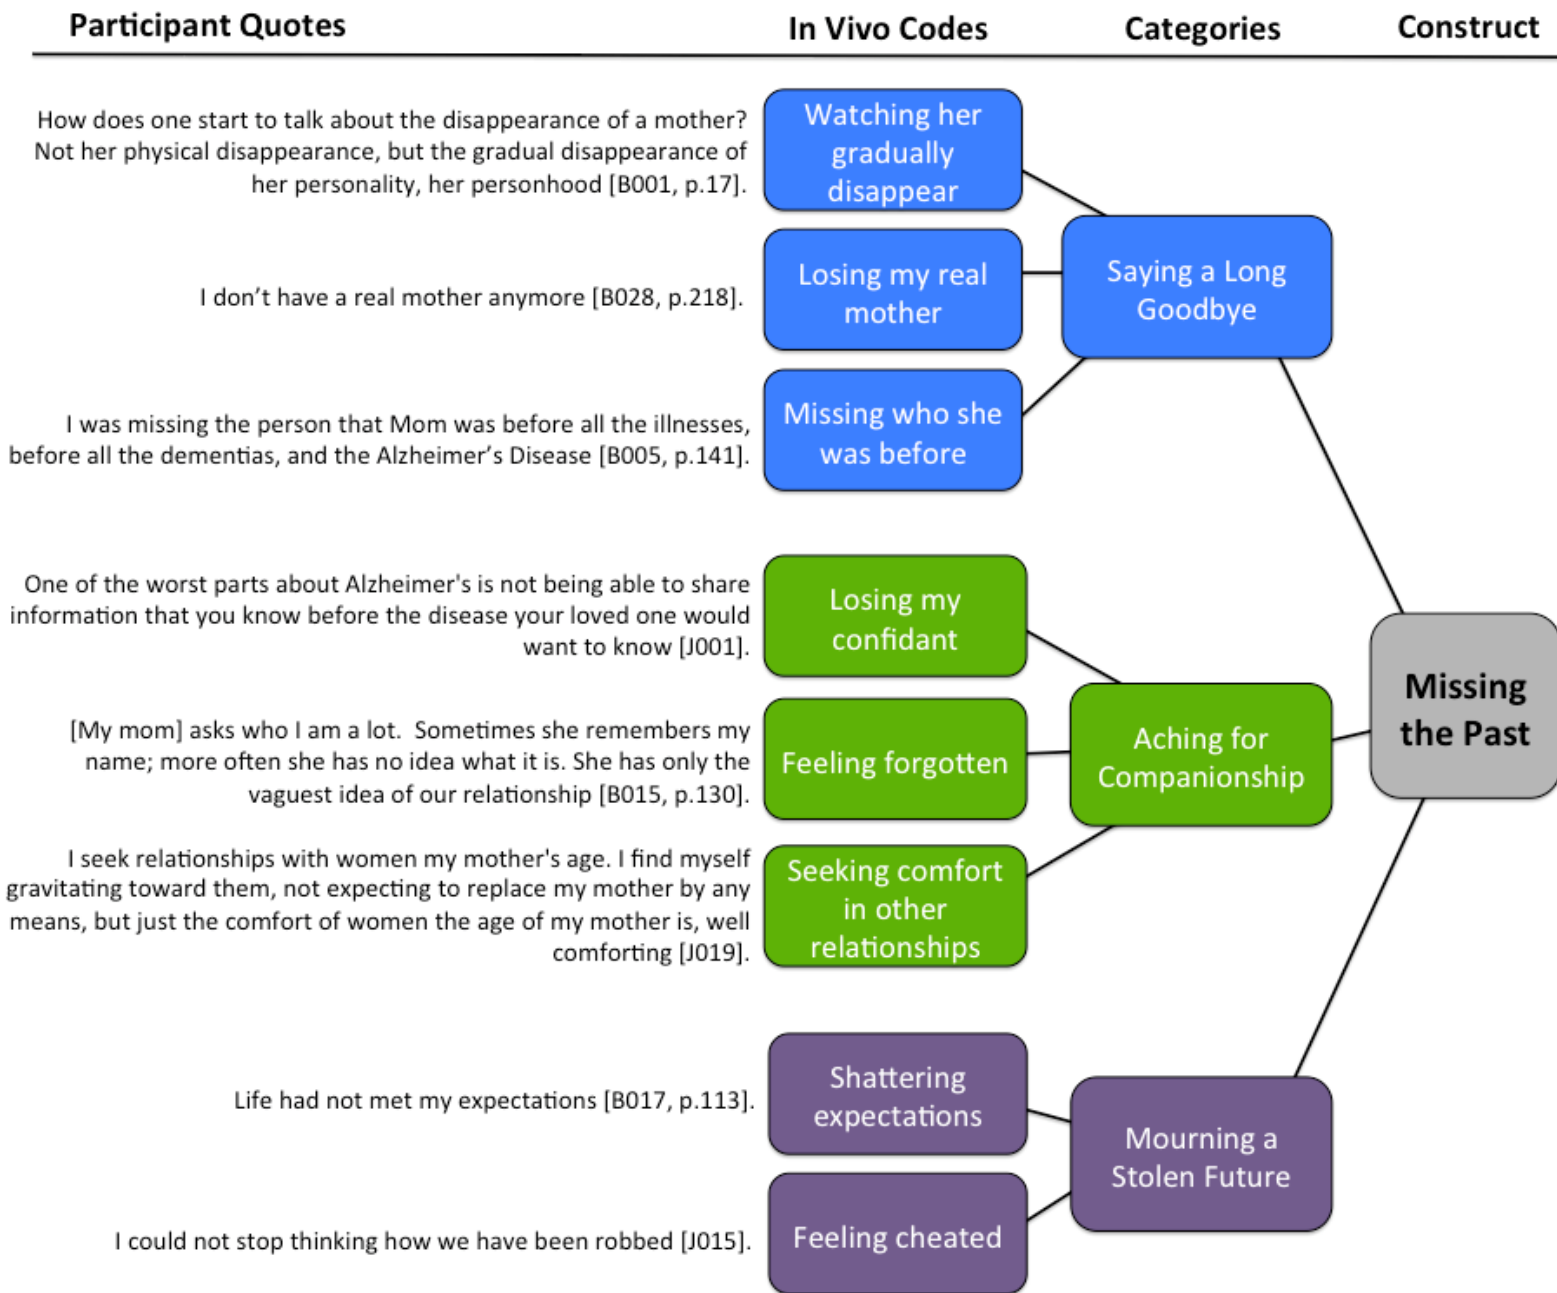 Participant Quotes
In Vivo Codes
Categories
Construct
How does one start to talk about the disappearance of a mother?
Not her physical disappearance, but the gradual disappearance of
her personality, her personhood [B001, p.17].
Watching her
gradually
disappear
I don’t have a real mother anymore [B028, p.218].
Losing my real
mother
Saying a Long
Goodbye
I was missing the person that Mom was before all the illnesses,
before all the dementias, and the Alzheimer’s Disease [B005, p.141].
Missing who she
was before
One of the worst parts about Alzheimer's is not being able to share
information that you know before the disease your loved one would
want to know [J001].
Losing my
confidant
[My mom] asks who I am a lot.  Sometimes she remembers my
name; more often she has no idea what it is. She has only the
vaguest idea of our relationship [B015, p.130].
Feeling forgotten
Aching for
Companionship
Missing
the Past
I seek relationships with women my mother's age. I find myself
gravitating toward them, not expecting to replace my mother by any
means, but just the comfort of women the age of my mother is, well
comforting [J019].
Seeking comfort
in other
relationships
Life had not met my expectations [B017, p.113].
Shattering
expectations
Mourning a
Stolen Future
I could not stop thinking how we have been robbed [J015].
Feeling cheated